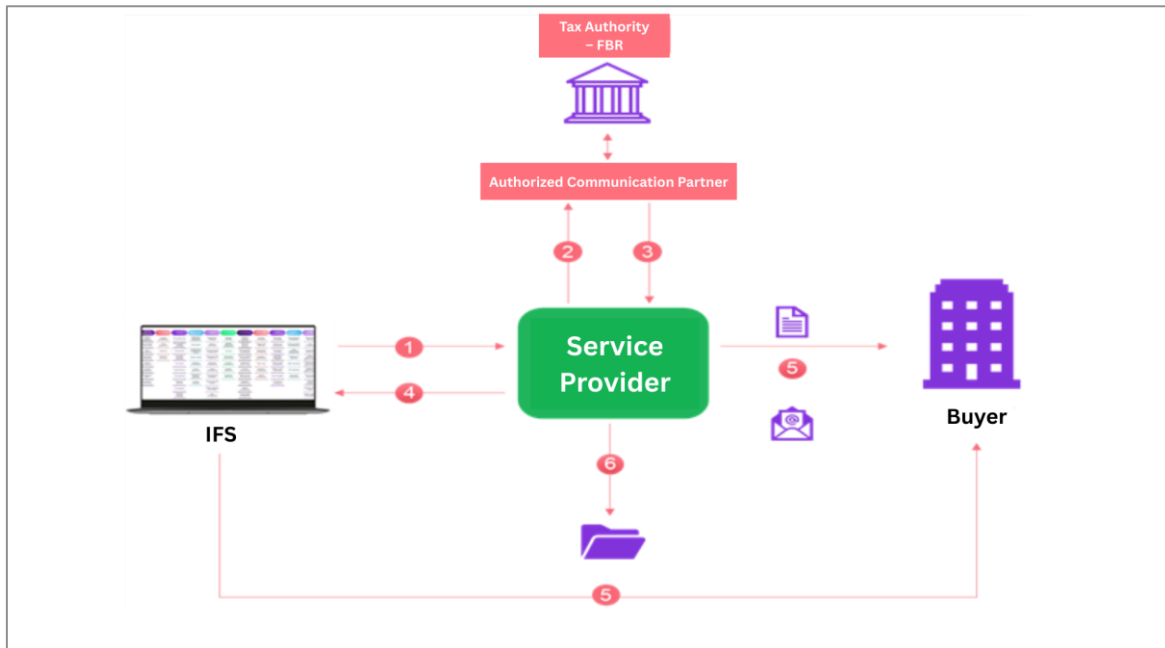 Tax Authority
– FBR
Authorized Communication Partner
2
3
Service
Provider
1
4
5
IFS
Buyer
6
5